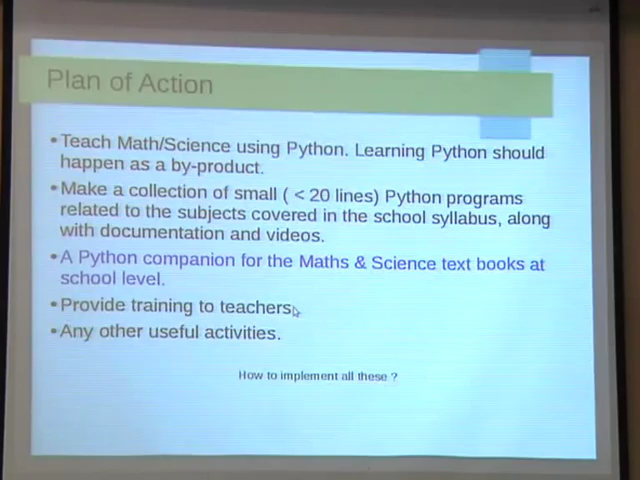 Plan of Action
•Teach Math/Science using Python. Learning Python should
happen as a by-product.
•Make a collection of small ( < 20 lines) Python programs
related to the subjects covered in the school syllabus, along
with documentation and videos.
•A Python companion for the Maths & Science text books at
school level.
•Provide training to teachers
•Any other useful activities.
How to implement all these ?